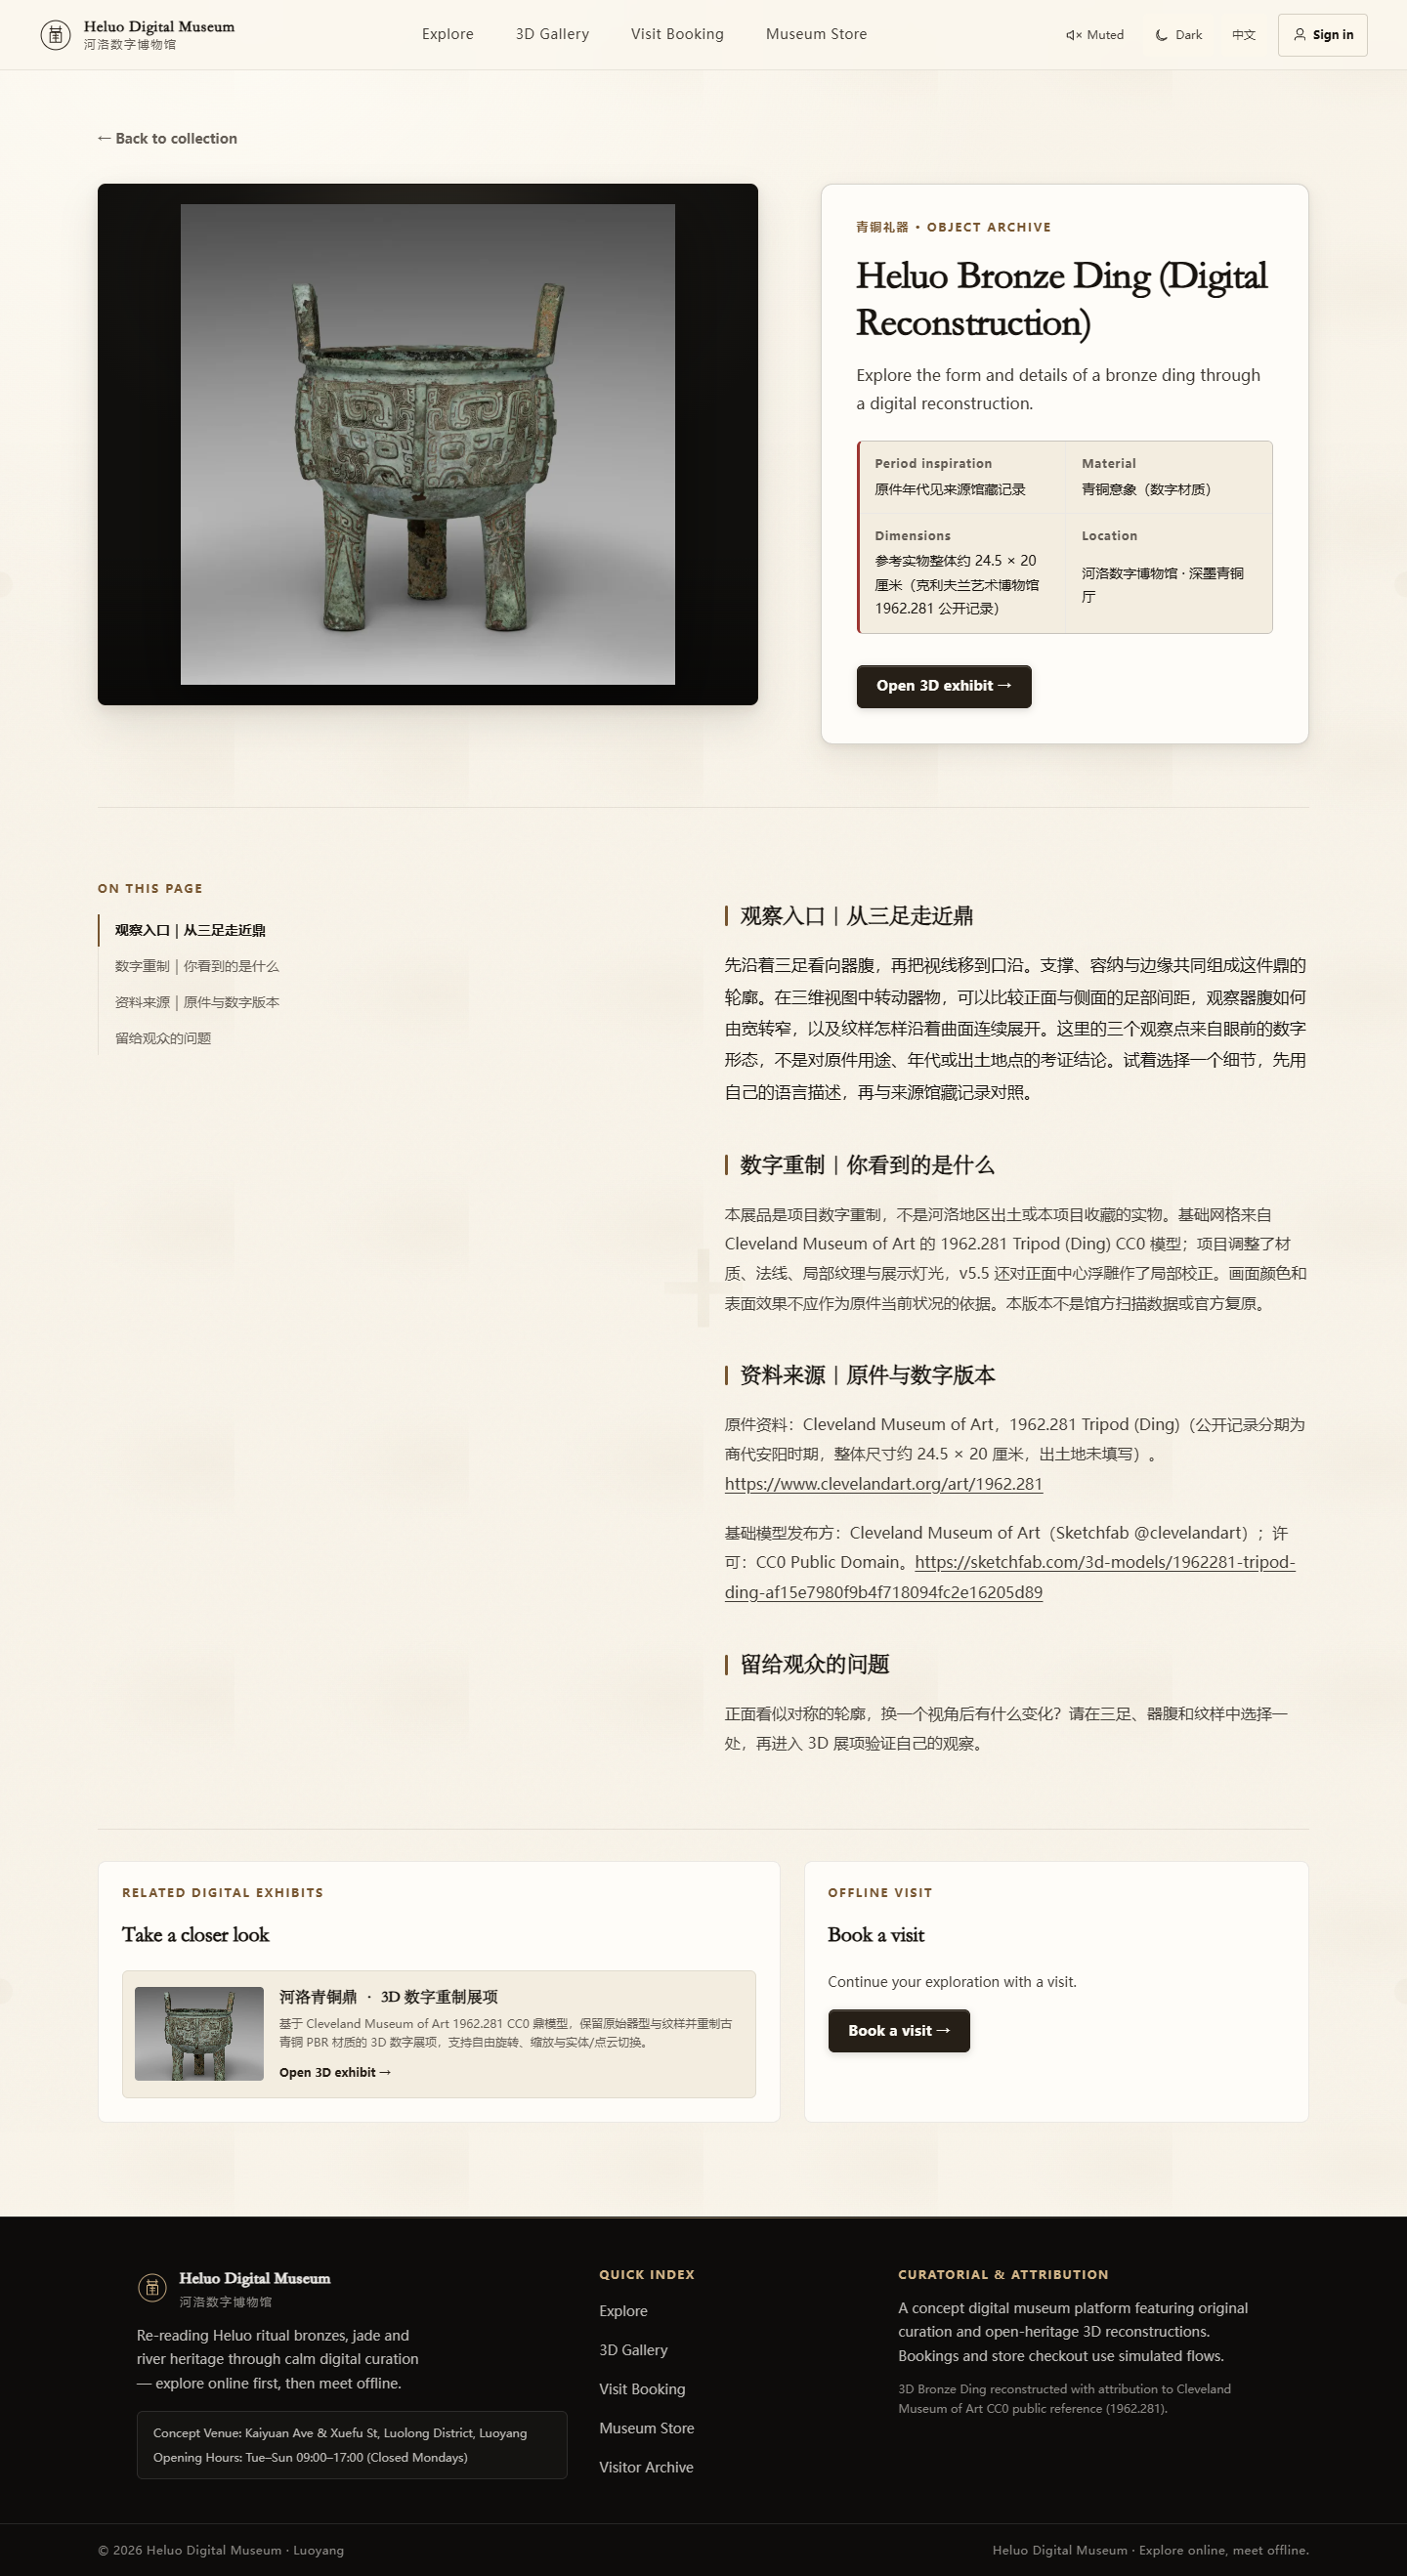 Heluo Digital Museum
河洛数字博物馆
Explore
3D Gallery
Visit Booking
Museum Store
Muted
Dark
中文
Sign in
← Back to collection
青铜礼器 • OBJECT ARCHIVE
Heluo Bronze Ding (Digital
Reconstruction)
Explore the form and details of a bronze ding through
a digital reconstruction.
Period inspiration
原件年代见来源馆藏记录
Material
青铜意象（数字材质）
Dimensions
参考实物整体约 24.5 × 20
厘米（克利夫兰艺术博物馆
1962.281 公开记录）
Location
河洛数字博物馆 · 深墨青铜
厅
Open 3D exhibit →
ON THIS PAGE
观察入口｜从三足走近鼎
数字重制｜你看到的是什么
资料来源｜原件与数字版本
留给观众的问题
观察入口｜从三足走近鼎
先沿着三足看向器腹，再把视线移到口沿。支撑、容纳与边缘共同组成这件鼎的
轮廓。在三维视图中转动器物，可以比较正面与侧面的足部间距，观察器腹如何
由宽转窄，以及纹样怎样沿着曲面连续展开。这里的三个观察点来自眼前的数字
形态，不是对原件用途、年代或出土地点的考证结论。试着选择一个细节，先用
自己的语言描述，再与来源馆藏记录对照。
数字重制｜你看到的是什么
本展品是项目数字重制，不是河洛地区出土或本项目收藏的实物。基础网格来自
Cleveland Museum of Art 的 1962.281 Tripod (Ding) CC0 模型；项目调整了材
质、法线、局部纹理与展示灯光，v5.5 还对正面中心浮雕作了局部校正。画面颜色和
表面效果不应作为原件当前状况的依据。本版本不是馆方扫描数据或官方复原。
资料来源｜原件与数字版本
原件资料：Cleveland Museum of Art，1962.281 Tripod (Ding)（公开记录分期为
商代安阳时期，整体尺寸约 24.5 × 20 厘米，出土地未填写）。
https://www.clevelandart.org/art/1962.281
基础模型发布方：Cleveland Museum of Art（Sketchfab @clevelandart）；许
可：CC0 Public Domain。https://sketchfab.com/3d-models/1962281-tripod-
ding-af15e7980f9b4f718094fc2e16205d89
留给观众的问题
正面看似对称的轮廓，换一个视角后有什么变化？请在三足、器腹和纹样中选择一
处，再进入 3D 展项验证自己的观察。
RELATED DIGITAL EXHIBITS
Take a closer look
河洛青铜鼎 · 3D 数字重制展项
基于 Cleveland Museum of Art 1962.281 CC0 鼎模型，保留原始器型与纹样并重制古
青铜 PBR 材质的 3D 数字展项，支持自由旋转、缩放与实体/点云切换。
Open 3D exhibit →
OFFLINE VISIT
Book a visit
Continue your exploration with a visit.
Book a visit →
Heluo Digital Museum
河洛数字博物馆
Re-reading Heluo ritual bronzes, jade and
river heritage through calm digital curation
— explore online first, then meet offline.
Concept Venue: Kaiyuan Ave & Xuefu St, Luolong District, Luoyang
Opening Hours: Tue–Sun 09:00–17:00 (Closed Mondays)
QUICK INDEX
Explore
3D Gallery
Visit Booking
Museum Store
Visitor Archive
CURATORIAL & ATTRIBUTION
A concept digital museum platform featuring original
curation and open-heritage 3D reconstructions.
Bookings and store checkout use simulated flows.
3D Bronze Ding reconstructed with attribution to Cleveland
Museum of Art CC0 public reference (1962.281).
© 2026 Heluo Digital Museum · Luoyang
Heluo Digital Museum · Explore online, meet offline.